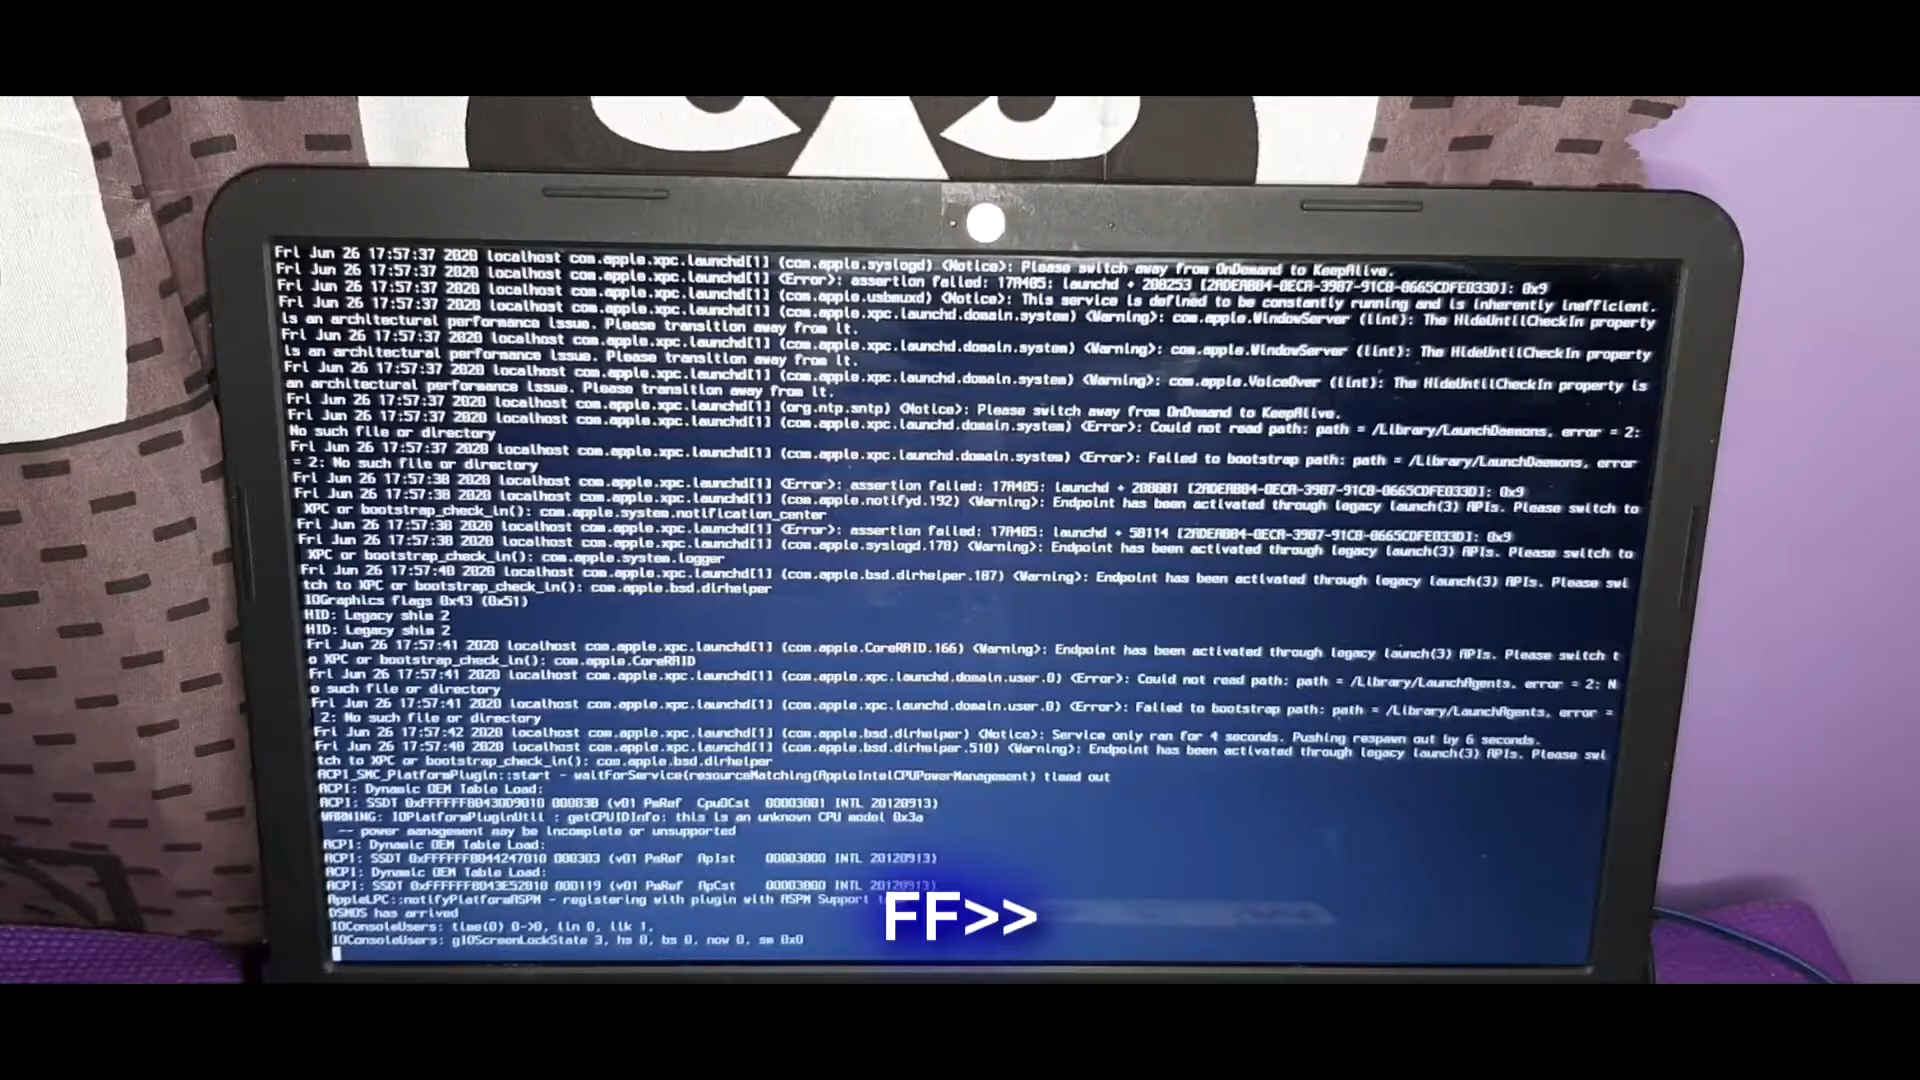 Fri Jun 26 17:57:37 2020 localhost com.apple.xpc.launchd[1] (com.apple.syslogd) <Notice>: Please switch away from OnDemand to KeepAlive.
Fri Jun 26 17:57:37 2020 localhost com.apple.xpc.launchd[1] <Error>: assertion failed: 17A405: launchd + 208253 [2ADEAB04-0ECA-3987-91C8-0665CDFE033D]: 0x9
Fri Jun 26 17:57:37 2020 localhost com.apple.xpc.launchd[1] (com.apple.usbmuxd) <Notice>: This service is defined to be constantly running and is inherently inefficient.
Fri Jun 26 17:57:37 2020 localhost com.apple.xpc.launchd[1] (com.apple.xpc.launchd.domain.system) <Warning>: com.apple.WindowServer (lint): The HideUntilCheckIn property
is an architectural performance issue. Please transition away from it.
Fri Jun 26 17:57:37 2020 localhost com.apple.xpc.launchd[1] (com.apple.xpc.launchd.domain.system) <Warning>: com.apple.WindowServer (lint): The HideUntilCheckIn property
is an architectural performance issue. Please transition away from it.
Fri Jun 26 17:57:37 2020 localhost com.apple.xpc.launchd[1] (com.apple.xpc.launchd.domain.system) <Warning>: com.apple.VoiceOver (lint): The HideUntilCheckIn property is
an architectural performance issue. Please transition away from it.
Fri Jun 26 17:57:37 2020 localhost com.apple.xpc.launchd[1] (org.ntp.sntp) <Notice>: Please switch away from OnDemand to KeepAlive.
Fri Jun 26 17:57:37 2020 localhost com.apple.xpc.launchd[1] (com.apple.xpc.launchd.domain.system) <Error>: Could not read path: path = /Library/LaunchDaemons, error = 2:
No such file or directory
Fri Jun 26 17:57:37 2020 localhost com.apple.xpc.launchd[1] (com.apple.xpc.launchd.domain.system) <Error>: Failed to bootstrap path: path = /Library/LaunchDaemons, error
= 2: No such file or directory
Fri Jun 26 17:57:38 2020 localhost com.apple.xpc.launchd[1] <Error>: assertion failed: 17A405: launchd + [2ADEAB04-0ECA-3987-91C8-0665CDFE033D]: 0x9
Fri Jun 26 17:57:38 2020 localhost com.apple.xpc.launchd[1] (com.apple.notifyd.192) <Warning>: Endpoint has been activated through legacy launch(3) APIs. Please switch to
XPC or bootstrap_check_in(): com.apple.system.notification_center
Fri Jun 26 17:57:38 2020 localhost com.apple.xpc.launchd[1] <Error>: assertion failed: 17A405: launchd + 58114 [2ADEAB04-0ECA-3987-91C8-0665CDFE033D]: 0x9
Fri Jun 26 17:57:38 2020 localhost com.apple.xpc.launchd[1] (com.apple.syslogd.178) <Warning>: Endpoint has been activated through legacy launch(3) APIs. Please switch to
XPC or bootstrap_check_in(): com.apple.system.logger
Fri Jun 26 17:57:40 2020 localhost com.apple.xpc.launchd[1] (com.apple.bsd.dirhelper.187) <Warning>: Endpoint has been activated through legacy launch(3) APIs. Please swi
tch to XPC or bootstrap_check_in(): com.apple.bsd.dirhelper
IOGraphics flags 0x43 (0x51)
HID: Legacy shim 2
HID: Legacy shim 2
Fri Jun 26 17:57:41 2020 localhost com.apple.xpc.launchd[1] (com.apple.CoreRAID.166) <Warning>: Endpoint has been activated through legacy launch(3) APIs. Please switch t
o XPC or bootstrap_check_in(): com.apple.CoreRAID
Fri Jun 26 17:57:41 2020 localhost com.apple.xpc.launchd[1] (com.apple.xpc.launchd.domain.user.0) <Error>: Could not read path: path = /Library/LaunchAgents, error = 2: N
o such file or directory
Fri Jun 26 17:57:41 2020 localhost com.apple.xpc.launchd[1] (com.apple.xpc.launchd.domain.user.0) <Error>: Failed to bootstrap path: path = /Library/LaunchAgents, error =
2: No such file or directory
Fri Jun 26 17:57:42 2020 localhost com.apple.xpc.launchd[1] (com.apple.bsd.dirhelper) <Notice>: Service only ran for 4 seconds. Pushing respawn out by 6 seconds.
Fri Jun 26 17:57:48 2020 localhost com.apple.xpc.launchd[1] (com.apple.bsd.dirhelper.510) <Warning>: Endpoint has been activated through legacy launch(3) APIs. Please swi
tch to XPC or bootstrap_check_in(): com.apple.bsd.dirhelper
ACPI_SMC_PlatformPlugin::start - waitForService(resourceMatching(AppleIntelCPUPowerManagement) timed out
ACPI: Dynamic OEM Table Load:
ACPI: SSDT 000838 (v01 PmRef Cpu0Cst 00003001 INTL 20120913)
WARNING: IOPlatformPluginUtil : getCPUIDInfo: this is an unknown CPU model 0x3a
-- power management may be incomplete or unsupported
ACPI: Dynamic OEM Table Load:
ACPI: SSDT 0xFFFFFF8044247010 000303 (v01 PmRef ApIst 00003000 INTL 20120913)
ACPI: Dynamic OEM Table Load:
ACPI: SSDT 000119 (v01 PmRef ApCst 00003000 INTL 20120913)
AppleLPC::notifyPlatformASPM - registering with plugin with ASPM Support
DSMOS has arrived
IOConsoleUsers: time(0) 0->0, lin 0, llk 1,
IOConsoleUsers: gIOScreenLockState 3, hs 0, bs 0, now 0, sm 0x0
FF>>